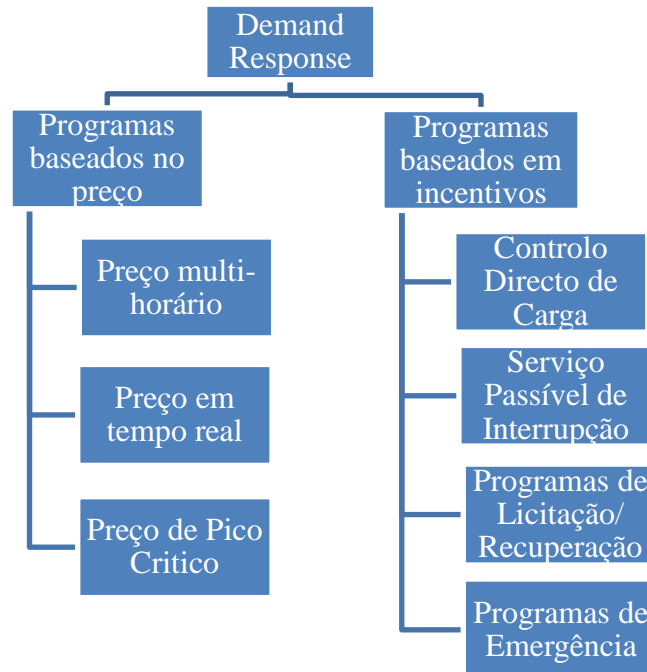 Demand
Response
Programas
baseados no
preço
Preço multi-
horário
Preço em
tempo real
Preço de Pico
Critico
Programas
baseados em
incentivos
Controlo
Directo de
Carga
Serviço
Passível de
Interrupção
Programas de
Licitação/
Recuperação
Programas de
Emergência